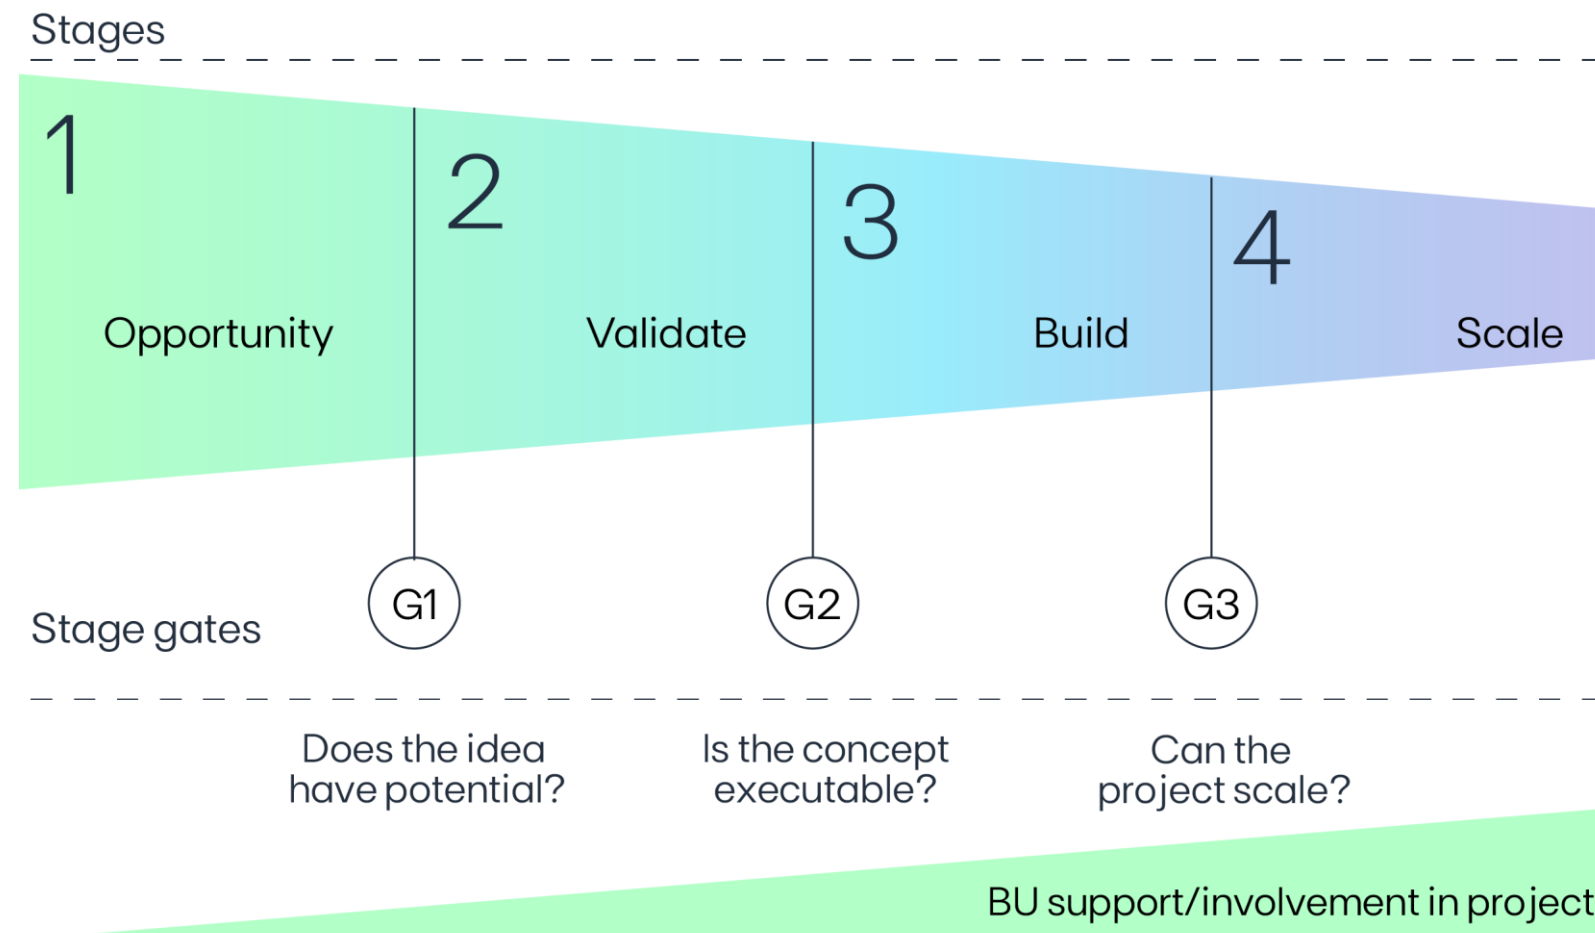 Stages
1
2
3
4
Opportunity
Validate
Build
Scale
G1
G2
G3
Stage gates
Does the idea
have potential?
Is the concept
executable?
Can the
project scale?
BU support/involvement in project